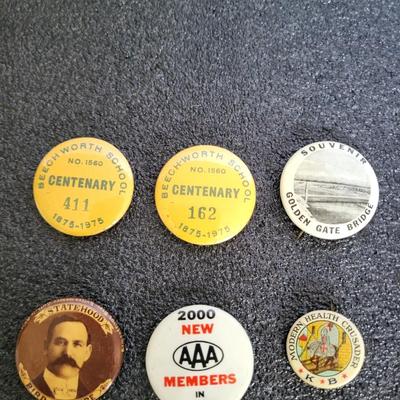 BEECHWORTH SCHOOL
NO. 1560
CENTENARY
411
1875-1975
BEECHWORTH SCHOOL
NO. 1560
CENTENARY
162
1875-1975
SOUVENIR
GOLDEN GATE BRIDGE
STATEHOOD
2000
NEW
AAA
MEMBERS
IN
MODERN HEALTH CRUSADER
K B